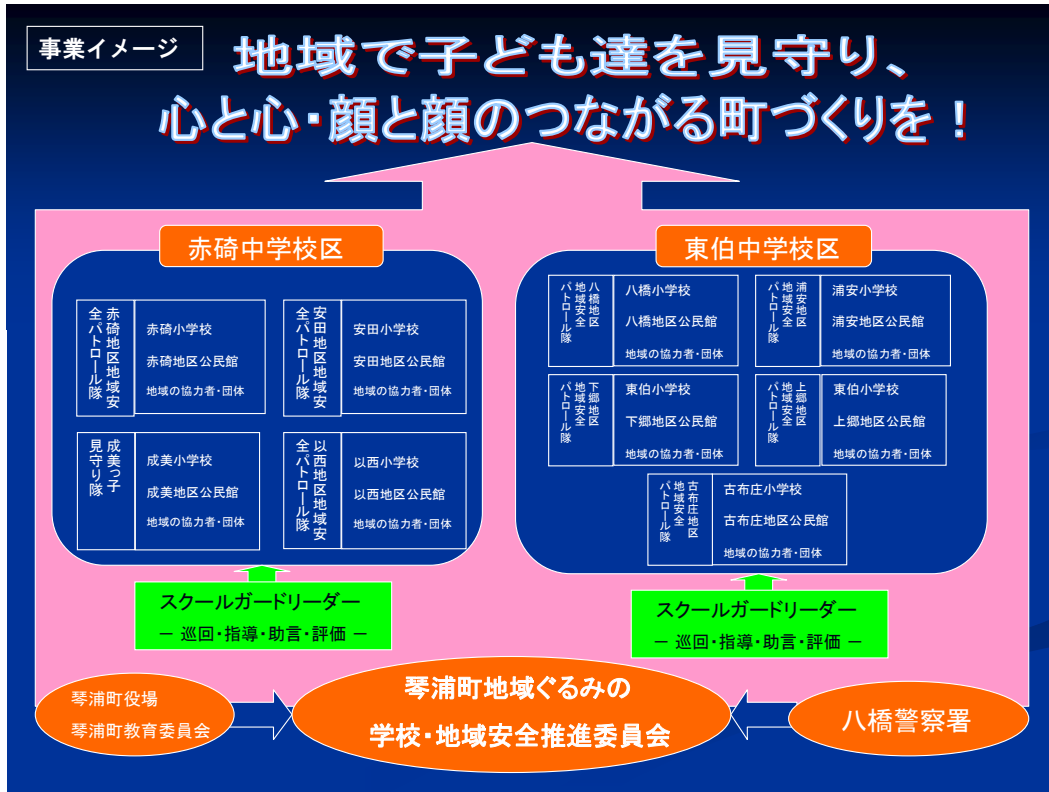 事業イメージ
地域で子ども達を見守り、
心と心・顔と顔のつながる町づくりを！
赤碕中学校区
赤碕地区地域安
全パトロール隊
赤碕小学校
赤碕地区公民館
地域の協力者・団体
安田地区地域安
全パトロール隊
安田小学校
安田地区公民館
地域の協力者・団体
成美っ子
見守り隊
成美小学校
成美地区公民館
地域の協力者・団体
以西地区地域安
全パトロール隊
以西小学校
以西地区公民館
地域の協力者・団体
スクールガードリーダー
－ 巡回・指導・助言・評価 －
東伯中学校区
八橋地区
地域安全
パトロール隊
八橋小学校
八橋地区公民館
地域の協力者・団体
浦安地区
地域安全
パトロール隊
浦安小学校
浦安地区公民館
地域の協力者・団体
下郷地区
地域安全
パトロール隊
東伯小学校
下郷地区公民館
地域の協力者・団体
上郷地区
地域安全
パトロール隊
東伯小学校
上郷地区公民館
地域の協力者・団体
古布庄地区
地域安全
パトロール隊
古布庄小学校
古布庄地区公民館
地域の協力者・団体
スクールガードリーダー
－ 巡回・指導・助言・評価 －
琴浦町役場
琴浦町教育委員会
琴浦町地域ぐるみの
学校・地域安全推進委員会
八橋警察署